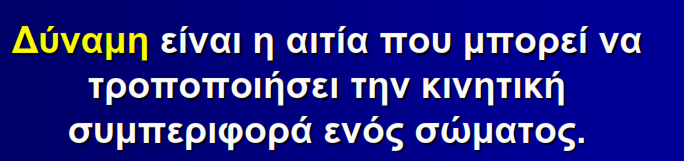 Δύναμη είναι η αιτία που μπορεί να
τροποποιήσει την κινητική
συμπεριφορά ενός σώματος.